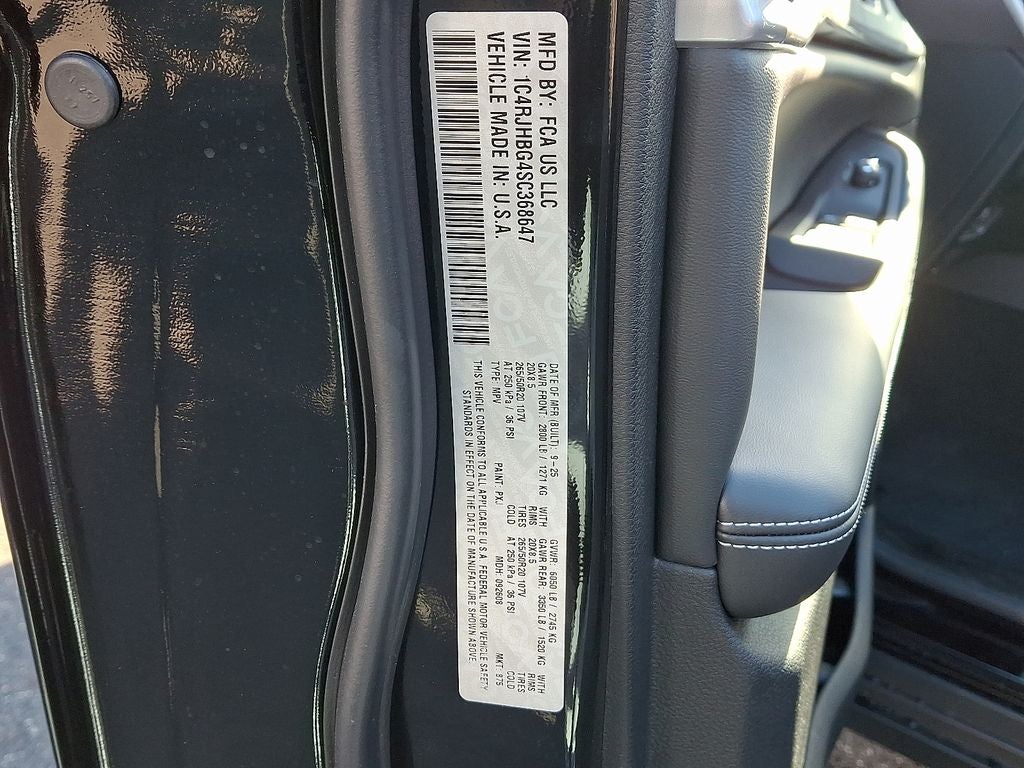 MFD BY: FCA US LLC
VIN: 1C4RJHBG4SC368647
VEHICLE MADE IN: U.S.A.
DATE OF MFR (BUILT): 9-25 GVWR: 6050 LB / 2745 KG
GAWR FRONT: 2800 LB / 1271 KG WITH GAWR REAR: 3350 LB / 1520 KG WITH
20X8.5 RIMS 20X8.5 RIMS
265/50R20 107V TIRES 265/50R20 107V TIRES
AT 250 kPa / 36 PSI COLD AT 250 kPa / 36 PSI COLD
TYPE: MPV PAINT: PXJ MDH: 092608 MKT: 975
THIS VEHICLE CONFORMS TO ALL APPLICABLE U.S.A. FEDERAL MOTOR VEHICLE SAFETY
STANDARDS IN EFFECT ON THE DATE OF MANUFACTURE SHOWN ABOVE.